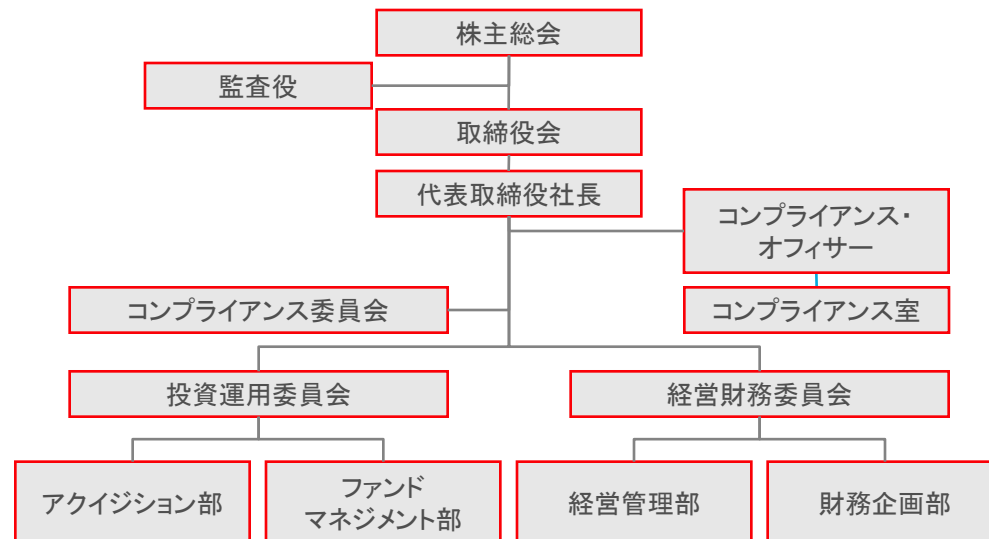 株主総会
監査役
取締役会
代表取締役社長
コンプライアンス・
オフィサー
コンプライアンス委員会
コンプライアンス室
投資運用委員会
経営財務委員会
アクイジション部
ファンド
マネジメント部
経営管理部
財務企画部